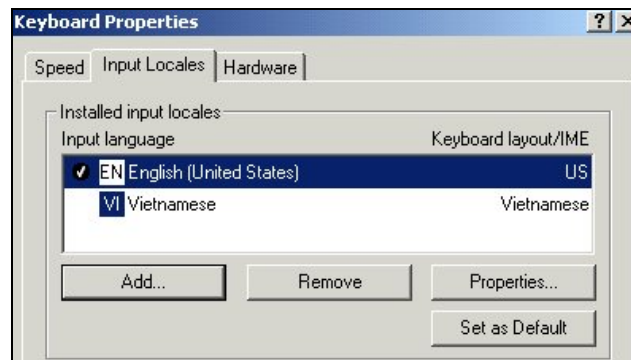 Keyboard Properties
Speed Input Locales Hardware
Installed input locales
Input language Keyboard layout/IME
EN English (United States) US
VI Vietnamese Vietnamese
Add... Remove Properties...
Set as Default